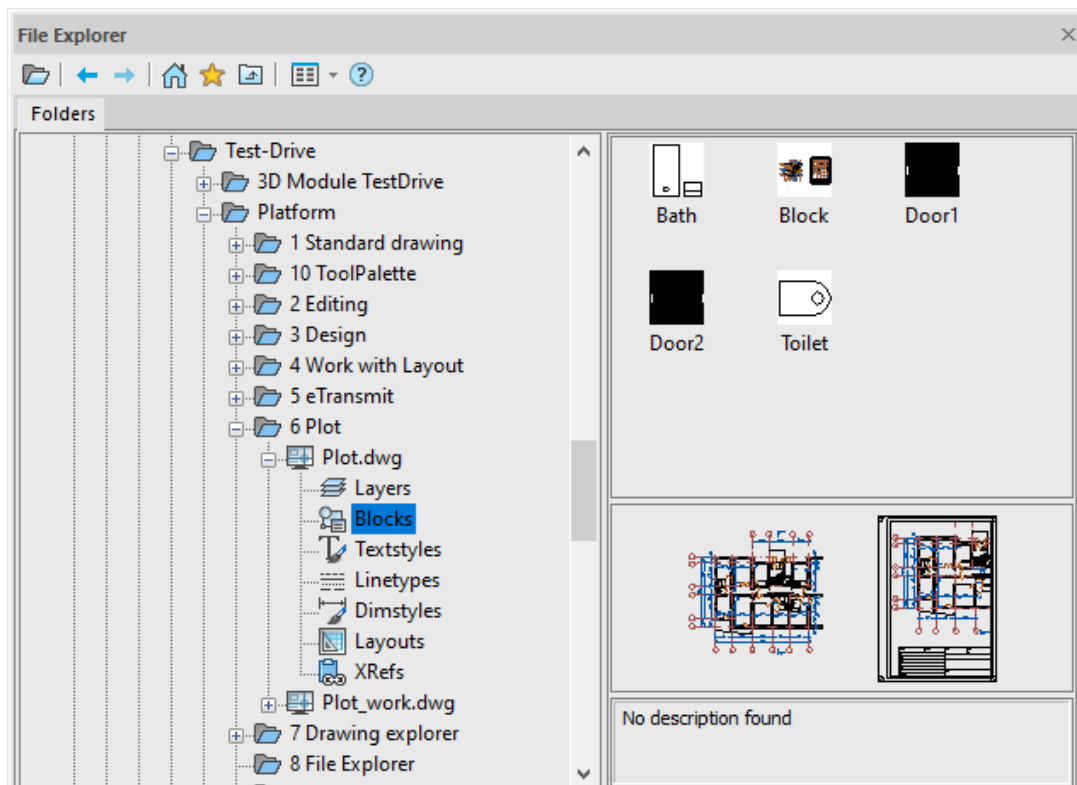 File Explorer
Folders
Test-Drive
3D Module TestDrive
Platform
1 Standard drawing
10 ToolPalette
2 Editing
3 Design
4 Work with Layout
5 eTransmit
6 Plot
Plot.dwg
Layers
Blocks
Textstyles
Linetypes
Dimstyles
Layouts
XRefs
Plot_work.dwg
7 Drawing explorer
8 File Explorer
Bath Block Door1
Door2 Toilet
No description found